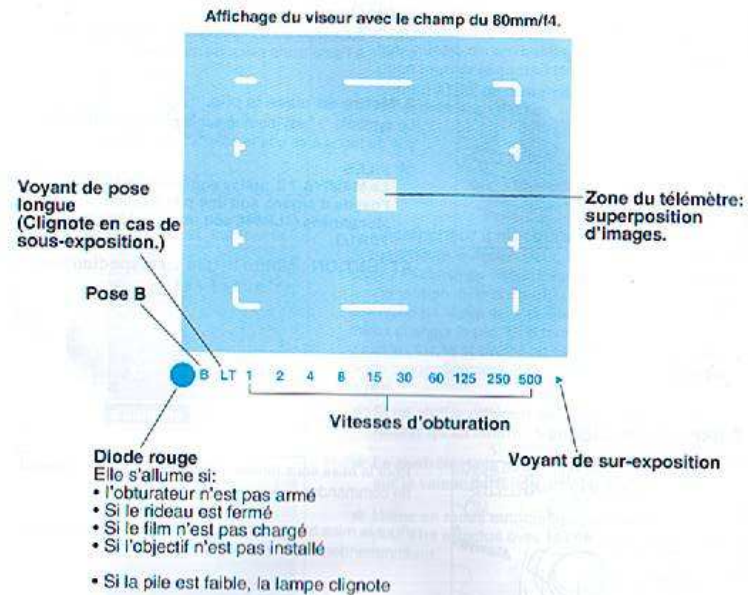 Affichage du viseur avec le champ du 80mm/f4.
Voyant de pose
longue
(Clignote en cas de
sous-exposition.)
Zone du télémètre:
superposition
d'images.
Pose B
B LT 1 2 4 8 15 30 60 125 250 500 >
Vitesses d'obturation
Voyant de sur-exposition
Diode rouge
Elle s'allume si:
• l'obturateur n'est pas armé
• Si le rideau est fermé
• Si le film n'est pas chargé
• Si l'objectif n'est pas installé
• Si la pile est faible, la lampe clignote